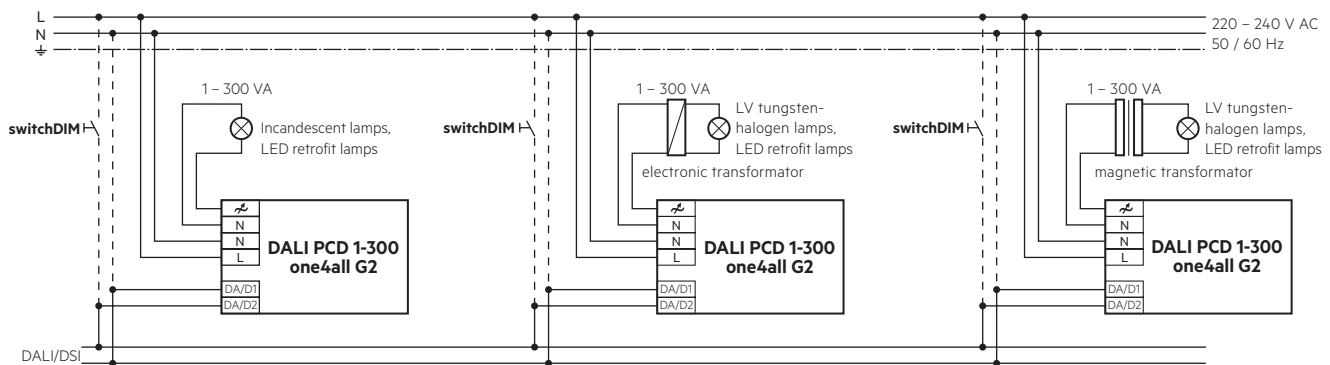 L
N
220 – 240 V AC
50 / 60 Hz
1 – 300 VA
switchDIM
Incandescent lamps,
LED retrofit lamps
N
N
L
DA/D1
DA/D2
DALI PCD 1-300
one4all G2
1 – 300 VA
switchDIM
LV tungsten-
halogen lamps,
LED retrofit lamps
electronic transformator
N
N
L
DA/D1
DA/D2
DALI PCD 1-300
one4all G2
1 – 300 VA
switchDIM
LV tungsten-
halogen lamps,
LED retrofit lamps
magnetic transformator
N
N
L
DA/D1
DA/D2
DALI PCD 1-300
one4all G2
DALI/DSI